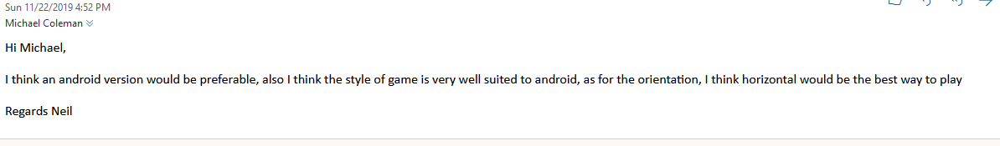 Sun 11/22/2019 4:52 PM
Michael Coleman
Hi Michael,
I think an android version would be preferable, also I think the style of game is very well suited to android, as for the orientation, I think horizontal would be the best way to play
Regards Neil